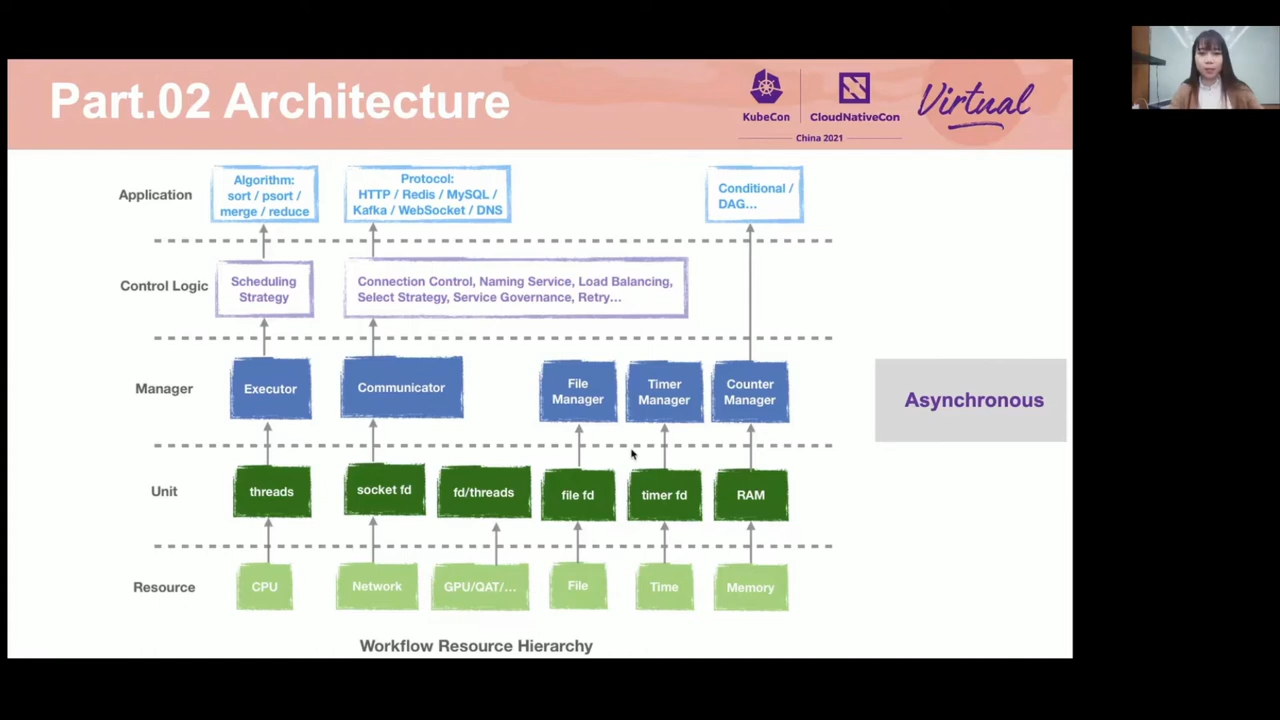 Part.02 Architecture
KubeCon
CloudNativeCon
Virtual
China 2021
Application
Algorithm:
sort / psort /
merge / reduce
Protocol:
HTTP / Redis / MySQL /
Kafka / WebSocket / DNS
Conditional /
DAG...
Control Logic
Scheduling
Strategy
Connection Control, Naming Service, Load Balancing,
Select Strategy, Service Governance, Retry...
Manager
Executor
Communicator
File
Manager
Timer
Manager
Counter
Manager
Asynchronous
Unit
threads
socket fd
fd/threads
file fd
timer fd
RAM
Resource
CPU
Network
GPU/QAT/...
File
Time
Memory
Workflow Resource Hierarchy